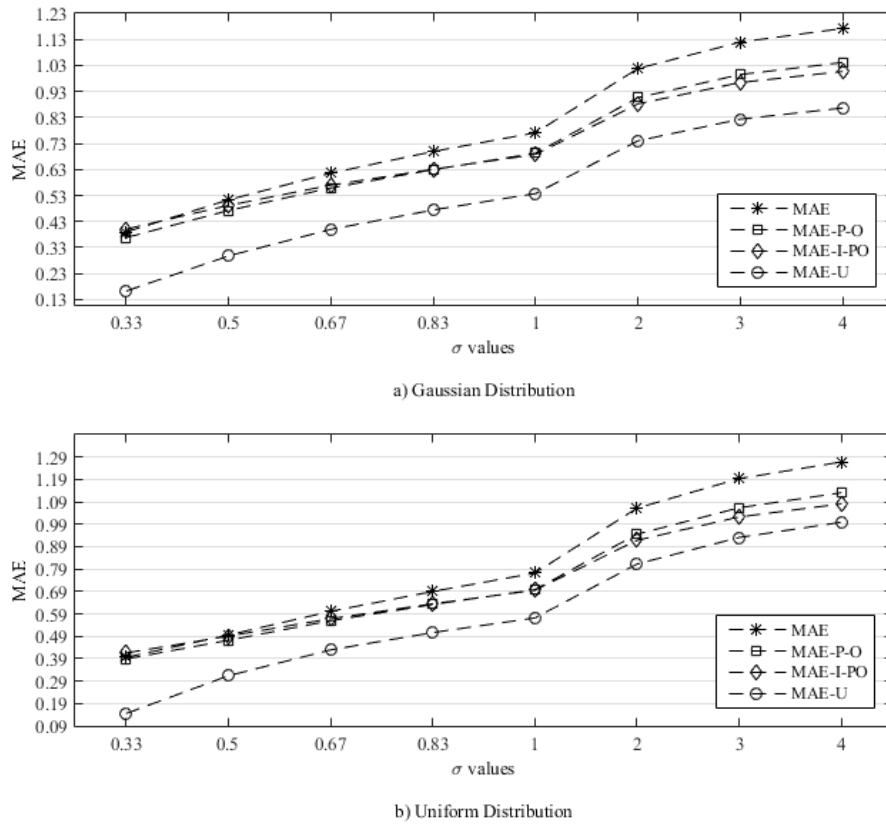 1.23
1.13
1.03
0.93
0.83
0.73
0.63
0.53
0.43
0.33
0.23
0.13
MAE
MAE
MAE-P-O
MAE-I-PO
MAE-U
0.33 0.5 0.67 0.83 1 2 3 4
σ values
a) Gaussian Distribution
1.29
1.19
1.09
0.99
0.89
0.79
0.69
0.59
0.49
0.39
0.29
0.19
0.09
MAE
MAE
MAE-P-O
MAE-I-PO
MAE-U
0.33 0.5 0.67 0.83 1 2 3 4
σ values
b) Uniform Distribution